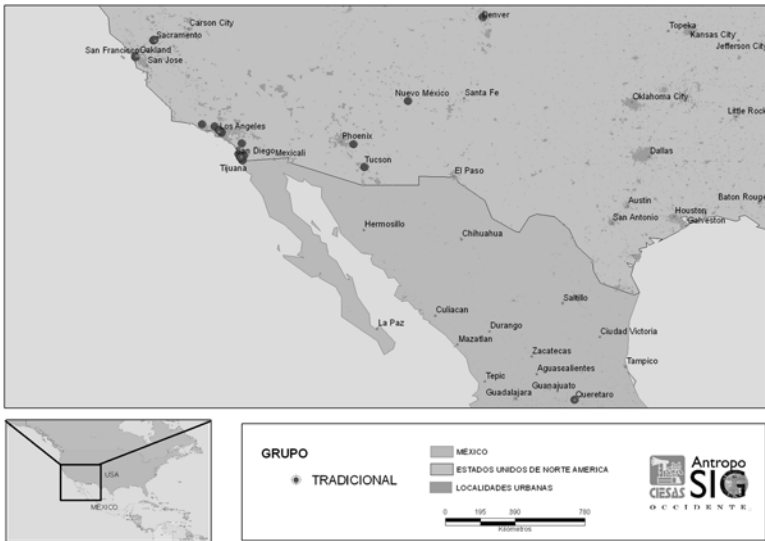 Carson City
Sacramento
San Francisco
Oakland
San Jose
Denver
Topeka
Kansas City
Jefferson City
Nuevo México
Santa Fe
Oklahoma City
Little Rock
Los Angeles
Phoenix
San Diego
Mexicali
Tucson
Tijuana
El Paso
Dallas
Austin
Baton Rouge
San Antonio
Houston
Galveston
Hermosillo
Chihuahua
Saltillo
Culiacan
La Paz
Durango
Ciudad Victoria
Mazatlan
Zacatecas
Tampico
Aguasealientes
Tepic
Guanajuato
Guadalajara
Queretaro
USA
MÉXICO
GRUPO
TRADICIONAL
MÉXICO
ESTADOS UNIDOS DE NORTE AMERICA
LOCALIDADES URBANAS
0 195 390 780
Kilómetros
CIESAS
Antropo
SIG
OCCIDENTE